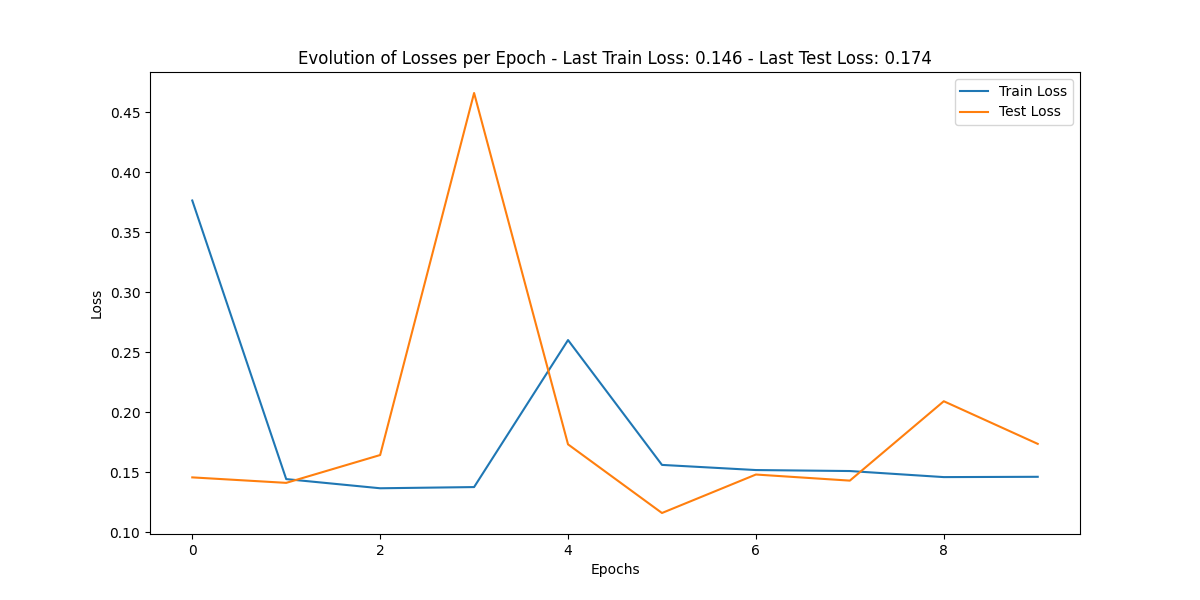 Evolution of Losses per Epoch - Last Train Loss: 0.146 - Last Test Loss: 0.174
Train Loss
Test Loss
0.45
0.40
0.35
0.30
0.25
0.20
0.15
0.10
Loss
0 2 4 6 8
Epochs